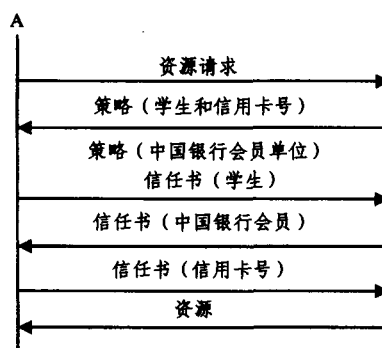 A
资源请求
策略（学生和信用卡号）
策略（中国银行会员单位）
信任书（学生）
信任书（中国银行会员）
信任书（信用卡号）
资源